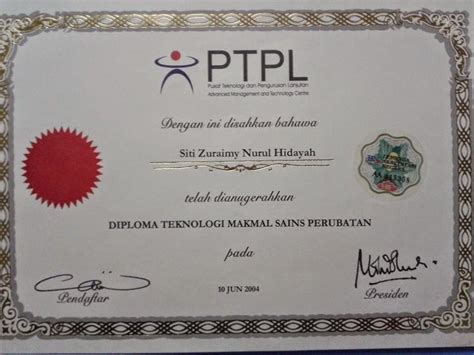 PTPL
Pusat Teknologi dan Pengurusan Lanjutan
Advanced Management and Technology Centre
Dengan ini disahkan bahawa
Siti Zuraimy Nurul Hidayah
telah dianugerahkan
DIPLOMA TEKNOLOGI MAKMAL SAINS PERUBATAN
pada
10 JUN 2004
Pendaftar
Presiden